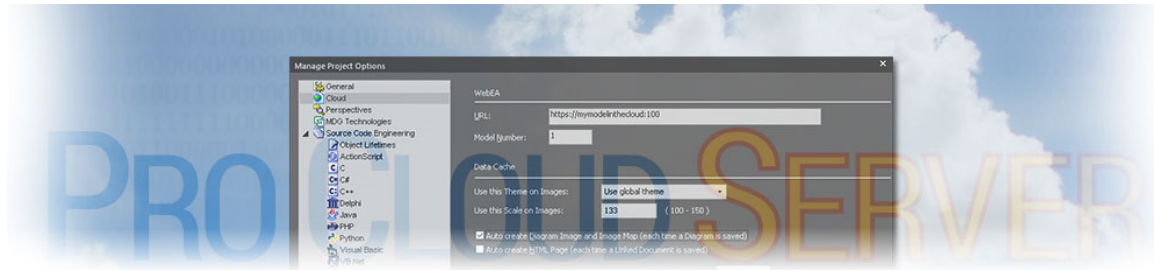 Manage Project Options
General
Cloud
Perspectives
MDG Technologies
Source Code Engineering
Object Lifetimes
ActionScript
C
C#
C++
Delphi
Java
PHP
Python
Visual Basic
VB.Net
WebEA
URL: https://mymodelinthecloud:100
Model Number: 1
Data Cache
Use this Theme on Images: Use global theme
Use this Scale on Images: 133 ( 100 - 150 )
Auto create Diagram Image and Image Map (each time a Diagram is saved)
Auto create HTML Page (each time a Linked Document is saved)
PRO CLOUD SERVER